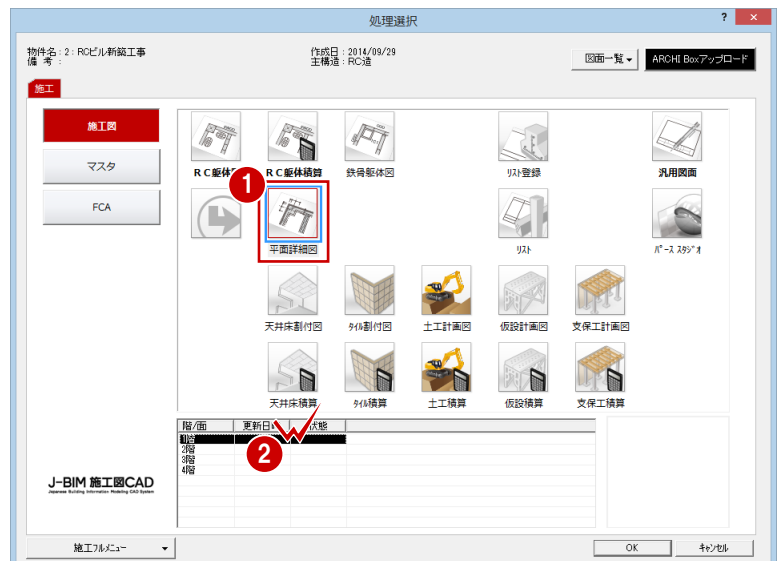 処理選択
? ×
物件名：2：RCビル新築工事
備 考 ：
作成日：2014/09/29
主構造：RC造
図面一覧
ARCHI Boxアップロード
施工
施工図
マスタ
FCA
ＲＣ躯体
ＲＣ躯体積算
鉄骨躯体図
リスト登録
汎用図面
1
平面詳細図
リスト
パース スタジオ
天井床割付図
タイル割付図
土工計画図
仮設計画図
支保工計画図
天井床積算
タイル積算
土工積算
仮設積算
支保工積算
階/面
更新日
状態
1階
2階
3階
4階
2
J-BIM 施工図CAD
Japanese Building Information Modeling CAD System
施工フルメニュー
OK
キャンセル